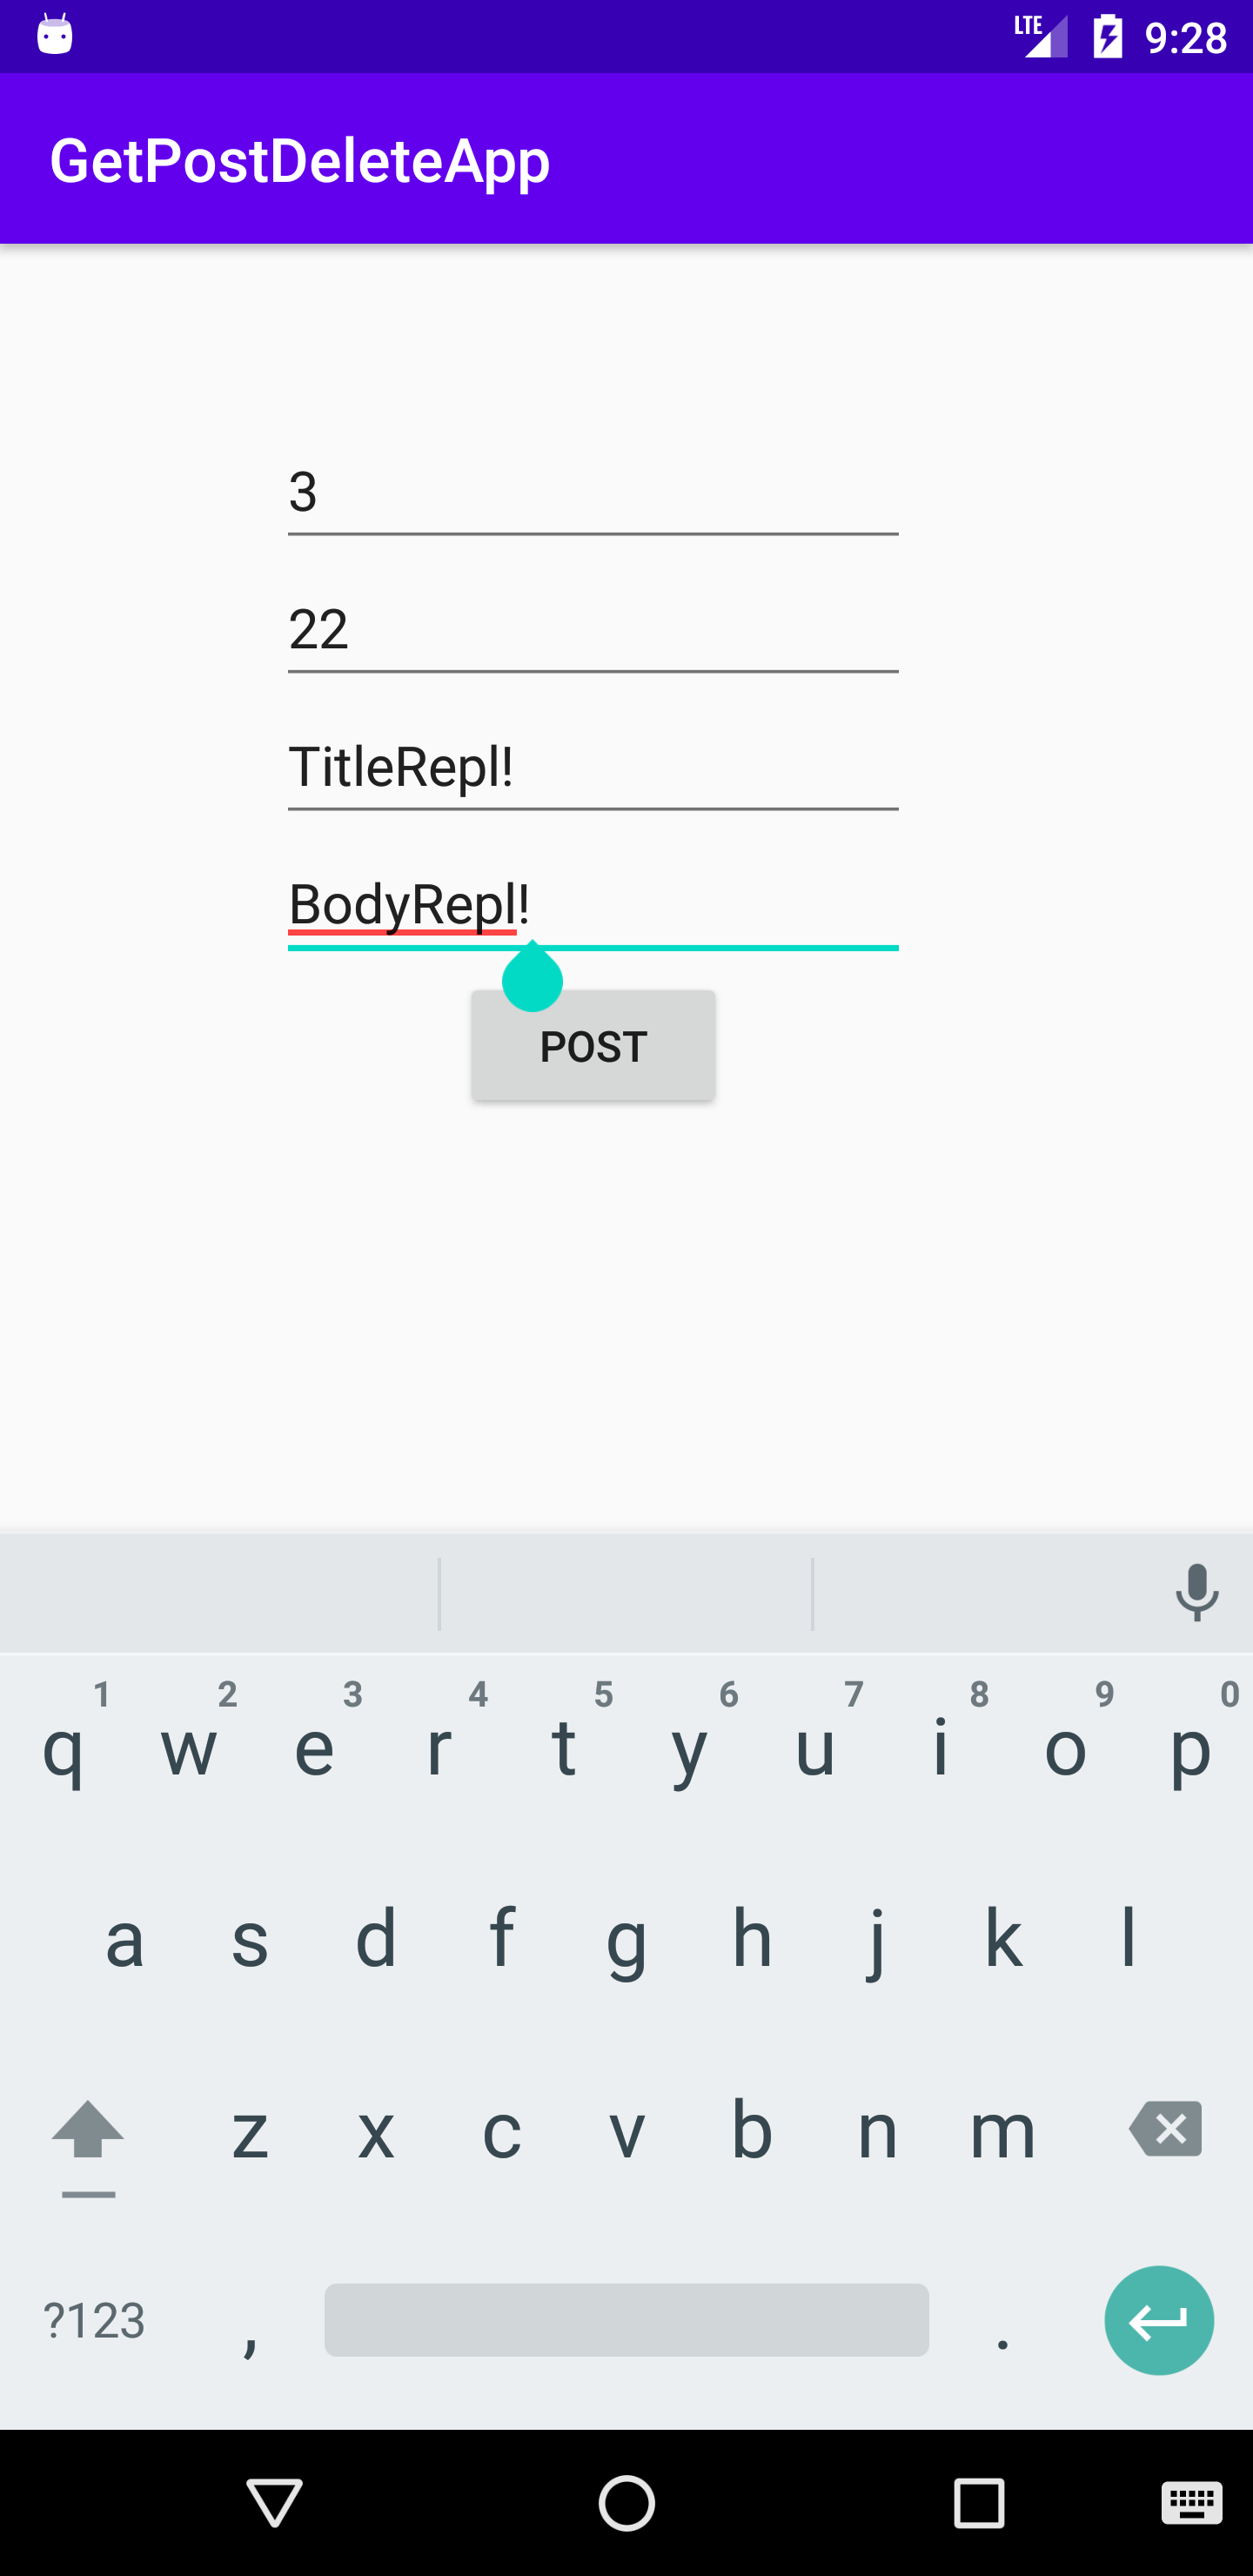 LTE 9:28
GetPostDeleteApp
3
22
TitleRepl!
BodyRepl!
POST
1 2 3 4 5 6 7 8 9 0
q w e r t y u i o p
a s d f g h j k l
z x c v b n m
?123 , .